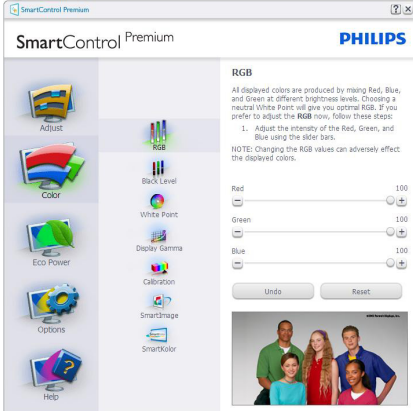 SmartControl Premium
SmartControl Premium
PHILIPS
Adjust
Color
Eco Power
Options
Help
RGB
Black Level
White Point
Display Gamma
Calibration
SmartImage
SmartKolor
RGB
All displayed colors are produced by mixing Red, Blue,
and Green at different brightness levels. Choosing a
neutral White Point will give you optimal RGB. If you
prefer to adjust the RGB now, follow these steps:
1. Adjust the intensity of the Red, Green, and
Blue using the slider bars.
NOTE: Changing the RGB values can adversely effect
the displayed colors.
Red 100
Green 100
Blue 100
Undo Reset